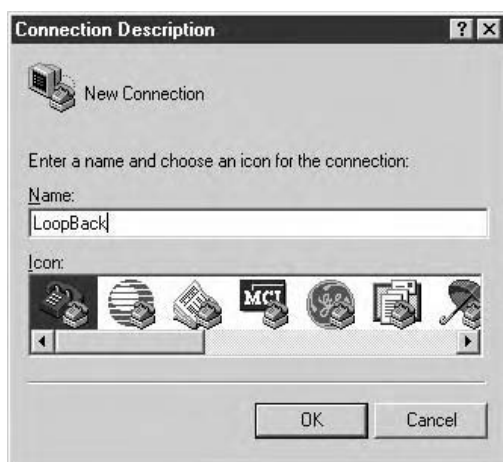 Connection Description
New Connection
Enter a name and choose an icon for the connection:
Name:
LoopBack
Icon:
MCI
OK
Cancel